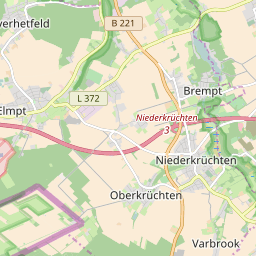 verhetfeld
B 221
L 372
Brempt
Elmpt
Niederkrüchten
3
Niederkrüchten
Oberkrüchten
Varbrook